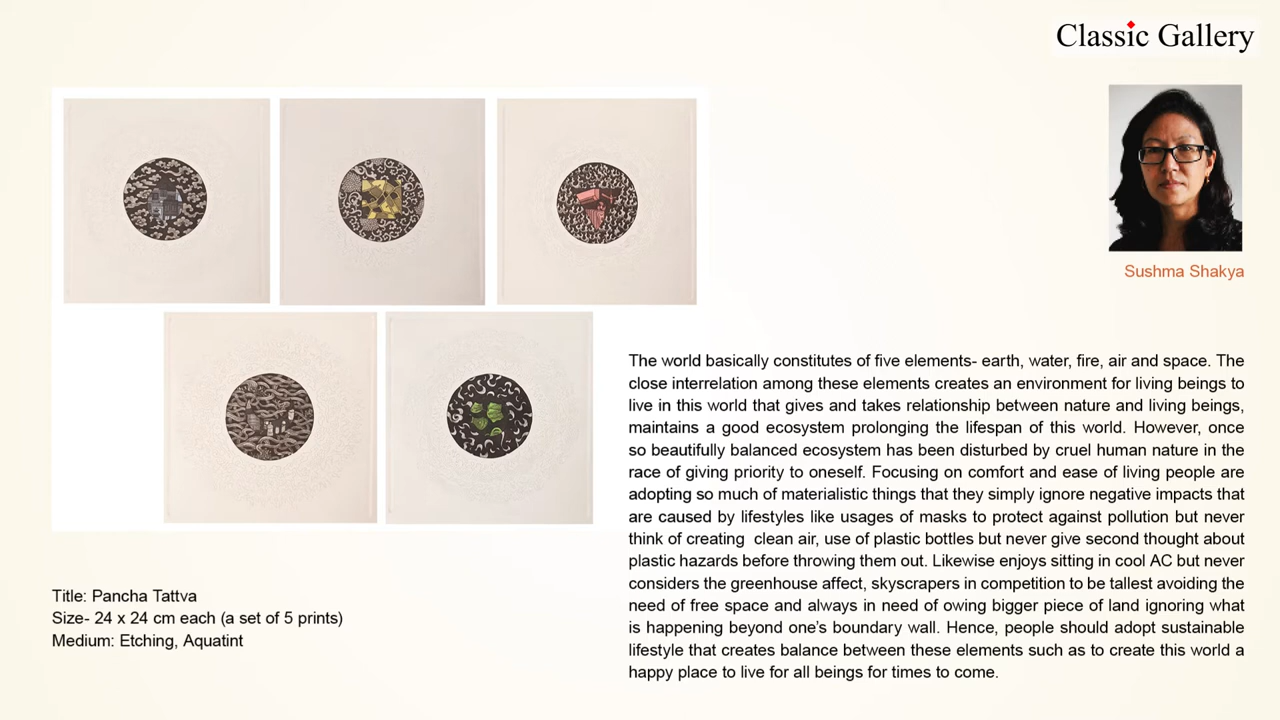 Classic Gallery
Sushma Shakya
The world basically constitutes of five elements- earth, water, fire, air and space. The
close interrelation among these elements creates an environment for living beings to
live in this world that gives and takes relationship between nature and living beings,
maintains a good ecosystem prolonging the lifespan of this world. However, once
so beautifully balanced ecosystem has been disturbed by cruel human nature in the
race of giving priority to oneself. Focusing on comfort and ease of living people are
adopting so much of materialistic things that they simply ignore negative impacts that
are caused by lifestyles like usages of masks to protect against pollution but never
think of creating  clean air, use of plastic bottles but never give second thought about
plastic hazards before throwing them out. Likewise enjoys sitting in cool AC but never
considers the greenhouse affect, skyscrapers in competition to be tallest avoiding the
need of free space and always in need of owing bigger piece of land ignoring what
is happening beyond one's boundary wall. Hence, people should adopt sustainable
lifestyle that creates balance between these elements such as to create this world a
happy place to live for all beings for times to come.
Title: Pancha Tattva
Size- 24 x 24 cm each (a set of 5 prints)
Medium: Etching, Aquatint